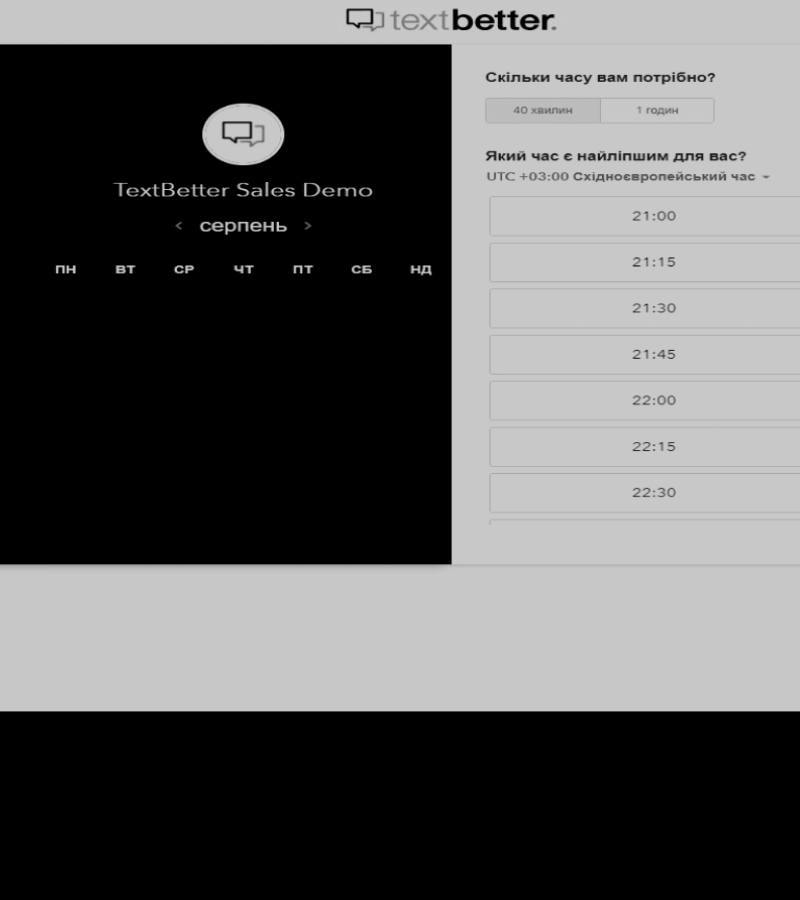 textbetter.
TextBetter Sales Demo
серпень
пн вт ср чт пт сб нд
Скільки часу вам потрібно?
40 хвилин 1 годин
Який час є найліпшим для вас?
UTC +03:00 Східноєвропейський час
21:00
21:15
21:30
21:45
22:00
22:15
22:30